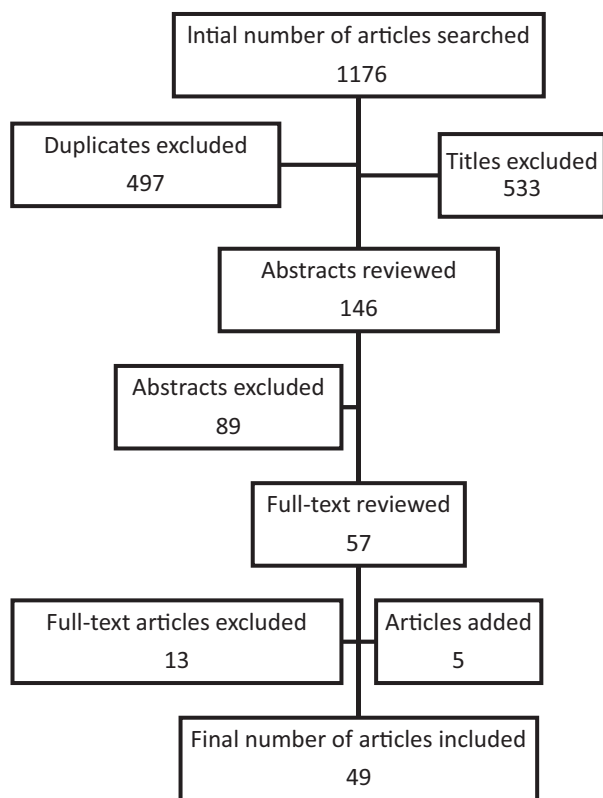 Intial number of articles searched
1176
Duplicates excluded
497
Titles excluded
533
Abstracts reviewed
146
Abstracts excluded
89
Full-text reviewed
57
Full-text articles excluded
13
Articles added
5
Final number of articles included
49